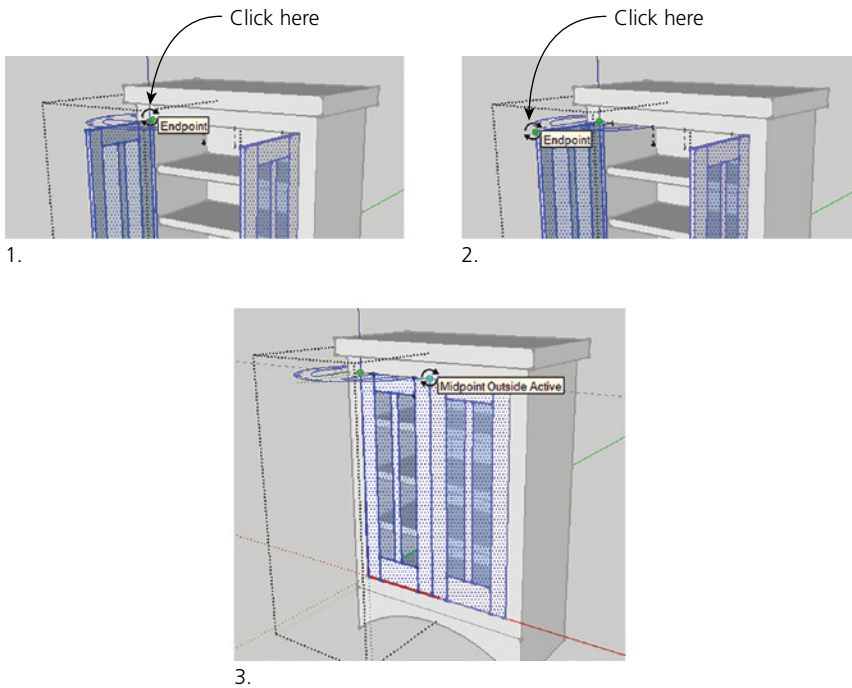 Click here
Click here
Endpoint
Endpoint
1.
2.
Midpoint Outside Active
3.